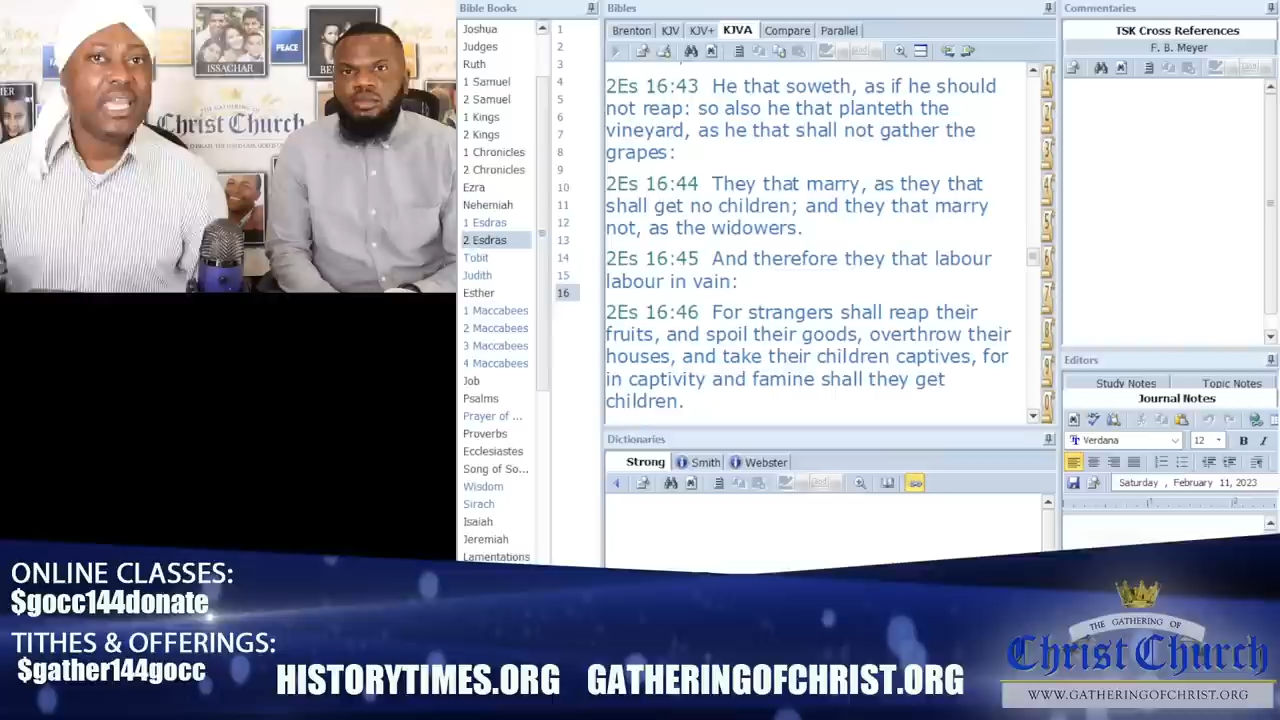 ISSACHAR
PEACE
BE
MER
THE GATHERING OF
Christ Church
Bible Books
Joshua
Judges
Ruth
1 Samuel
2 Samuel
1 Kings
2 Kings
1 Chronicles
2 Chronicles
Ezra
Nehemiah
1 Esdras
2 Esdras
Tobit
Judith
Esther
1 Maccabees
2 Maccabees
3 Maccabees
4 Maccabees
Job
Psalms
Prayer of ...
Proverbs
Ecclesiastes
Song of So...
Wisdom
Sirach
Isaiah
Jeremiah
Lamentations
1
2
3
4
5
6
7
8
9
10
11
12
13
14
15
16
Bibles
Brenton KJV KJV+ KJVA Compare Parallel
2Es 16:43 He that soweth, as if he should
not reap: so also he that planteth the
vineyard, as he that shall not gather the
grapes:
2Es 16:44 They that marry, as they that
shall get no children; and they that marry
not, as the widowers.
2Es 16:45 And therefore they that labour
labour in vain:
2Es 16:46 For strangers shall reap their
fruits, and spoil their goods, overthrow their
houses, and take their children captives, for
in captivity and famine shall they get
children.
Dictionaries
Strong Smith Webster
Commentaries
TSK Cross References
F. B. Meyer
Editors
Study Notes Topic Notes
Journal Notes
Verdana 12 B I
Saturday , February 11, 2023
1 2
ONLINE CLASSES:
$gocc144donate
TITHES & OFFERINGS:
$gather144gocc
HISTORYTIMES.ORG GATHERINGOFCHRIST.ORG
THE GATHERING OF
Christ Church
WWW.GATHERINGOFCHRIST.ORG